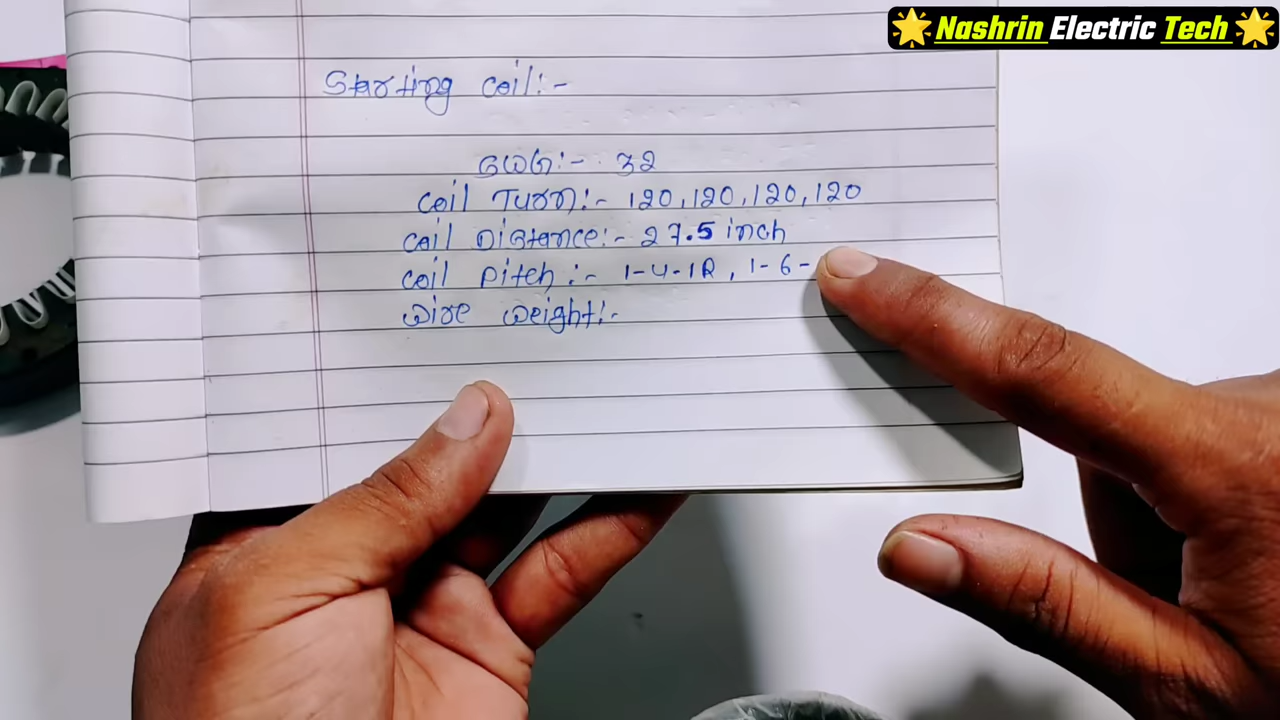 Nashrin Electric Tech
Starting Coil:-
SWG:- 32
Coil Turn:- 120, 120, 120, 120
Coil Distance:- 27.5 inch
Coil Pitch:- 1-4-1R, 1-6-
Wire Weight:-